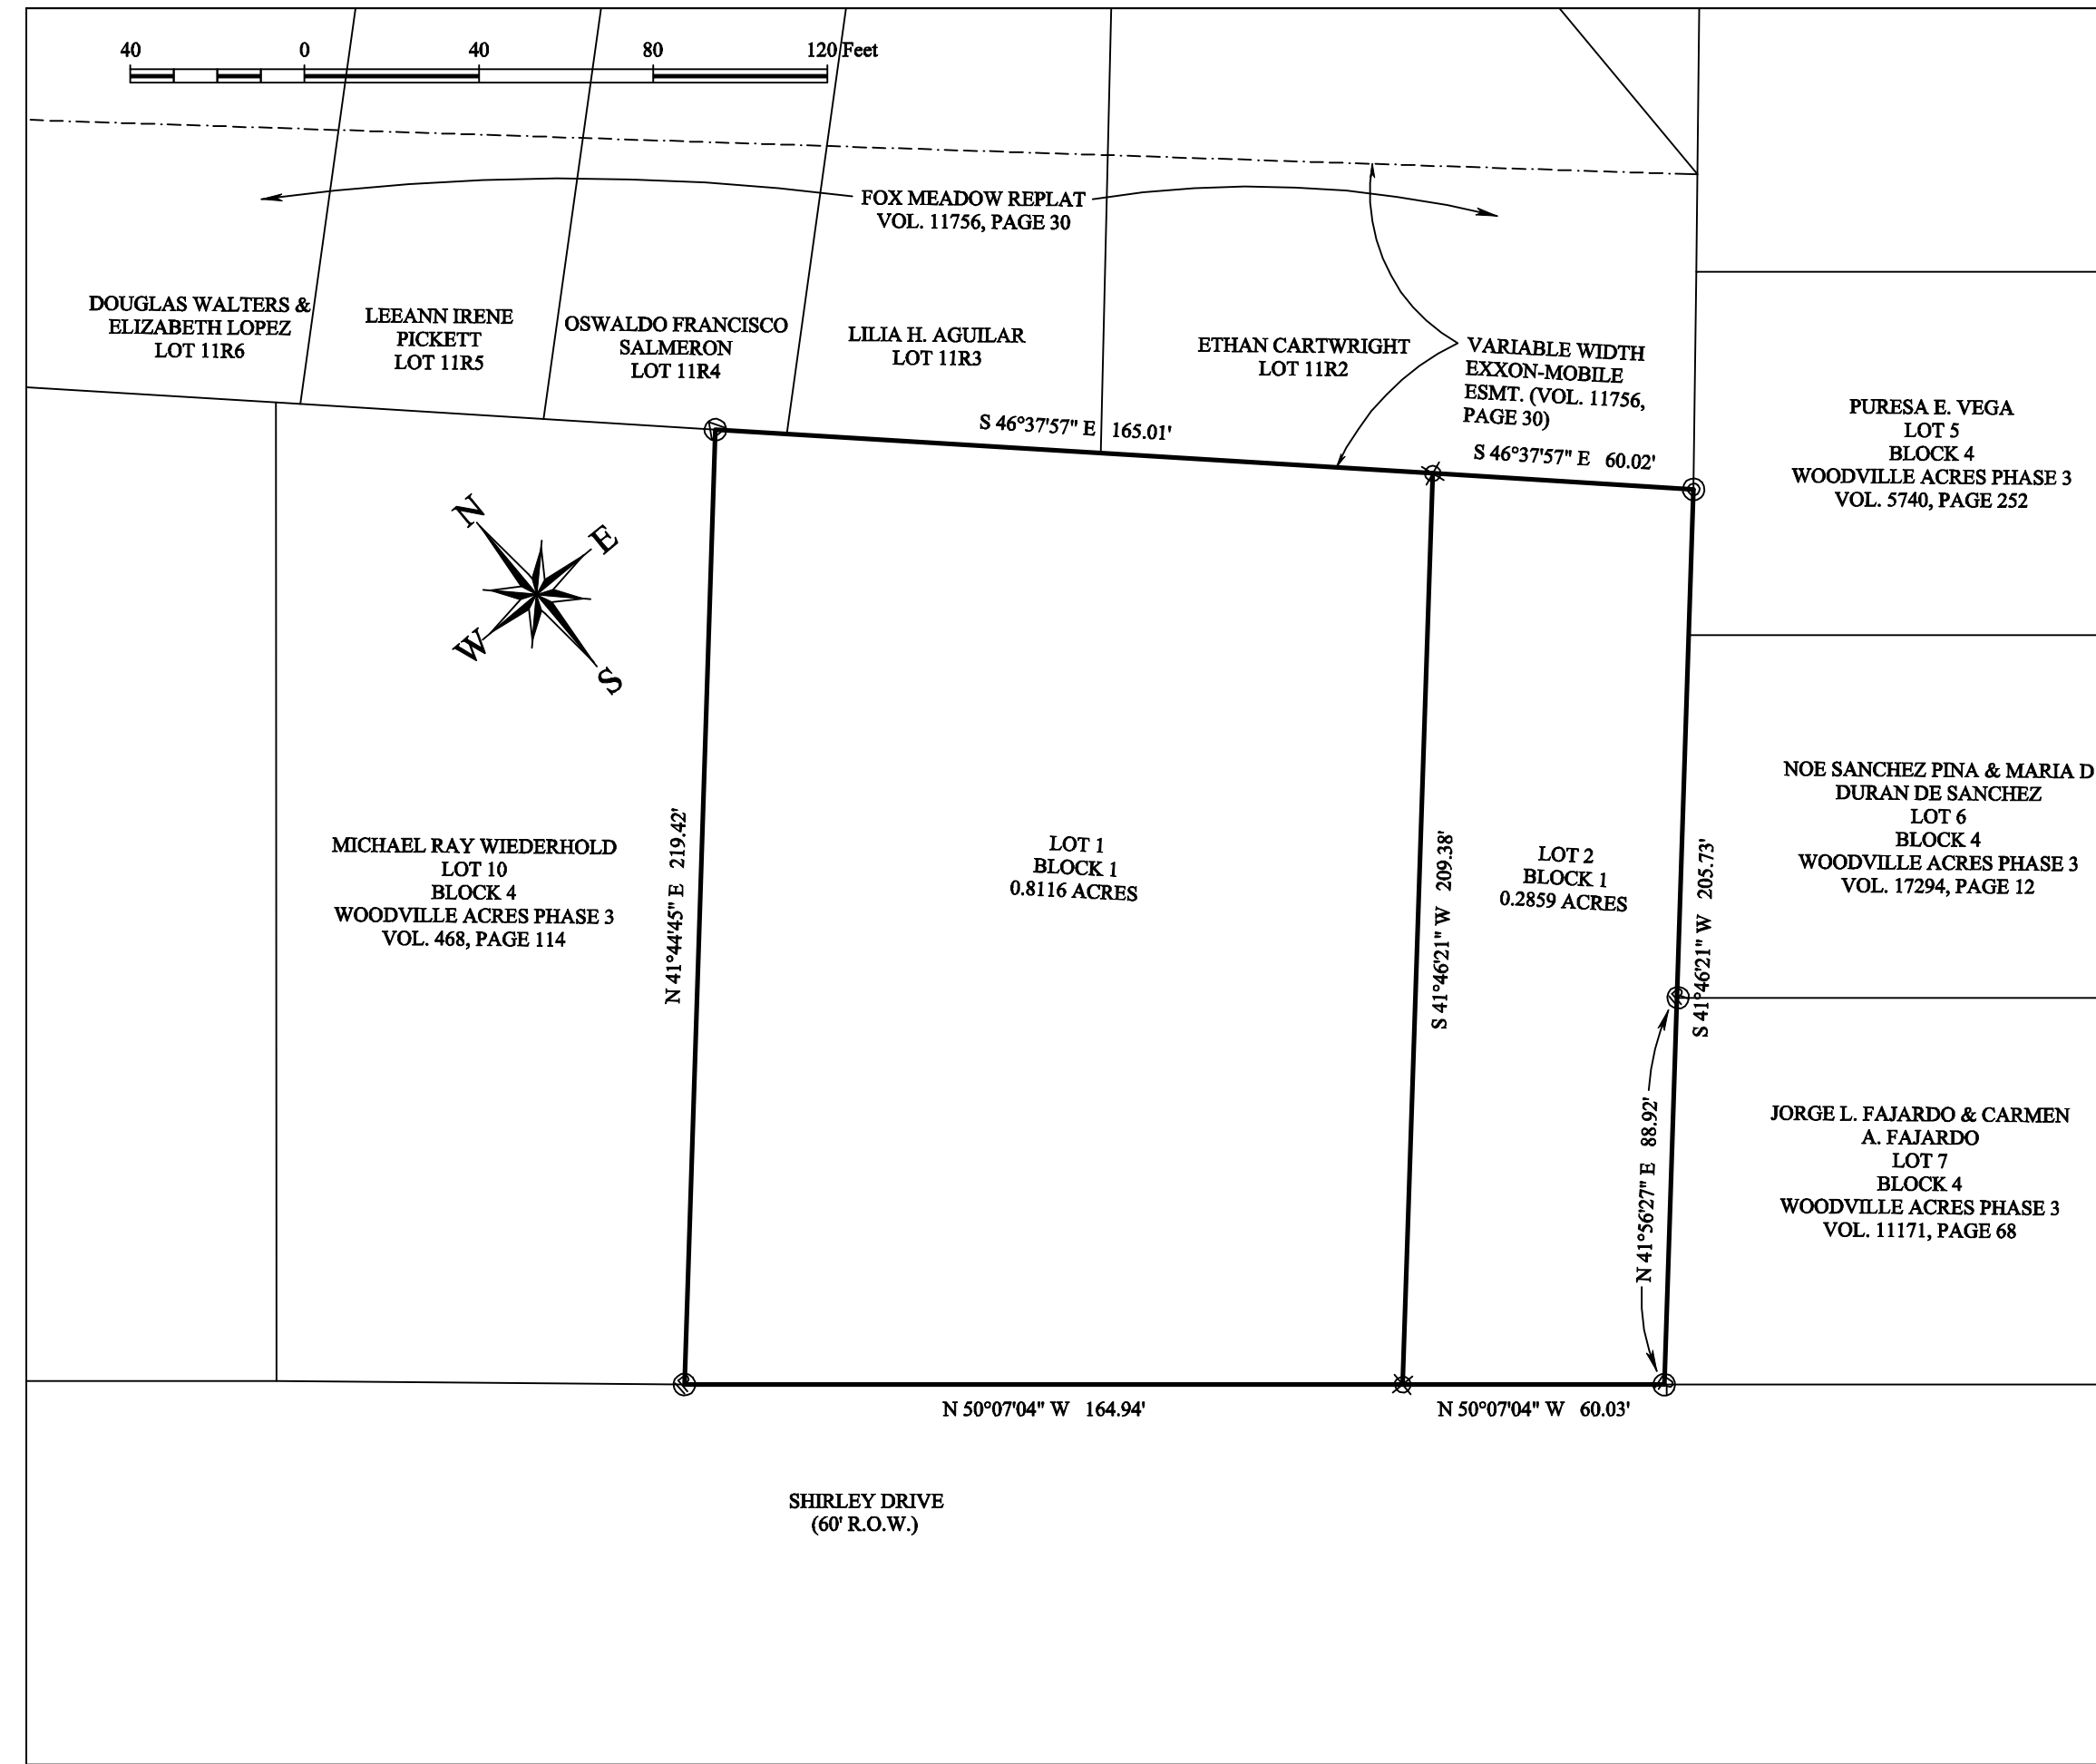 40 0 40 80 120 Feet
FOX MEADOW REPLAT
VOL. 11756, PAGE 30
DOUGLAS WALTERS &
ELIZABETH LOPEZ
LOT 11R6
LEEANN IRENE
PICKETT
LOT 11R5
OSWALDO FRANCISCO
SALMERON
LOT 11R4
LILIA H. AGUILAR
LOT 11R3
ETHAN CARTWRIGHT
LOT 11R2
VARIABLE WIDTH
EXXON-MOBILE
ESMT. (VOL. 11756,
PAGE 30)
S 46°37'57" E 165.01'
S 46°37'57" E 60.02'
PURESA E. VEGA
LOT 5
BLOCK 4
WOODVILLE ACRES PHASE 3
VOL. 5740, PAGE 252
N
E
W
S
MICHAEL RAY WIEDERHOLD
LOT 10
BLOCK 4
WOODVILLE ACRES PHASE 3
VOL. 468, PAGE 114
N 41°44'45" E 219.42'
LOT 1
BLOCK 1
0.8116 ACRES
S 41°46'21" W 209.38'
LOT 2
BLOCK 1
0.2859 ACRES
S 41°46'21" W 205.73'
NOE SANCHEZ PINA & MARIA D
DURAN DE SANCHEZ
LOT 6
BLOCK 4
WOODVILLE ACRES PHASE 3
VOL. 17294, PAGE 12
N 41°56'27" E 88.92'
JORGE L. FAJARDO & CARMEN
A. FAJARDO
LOT 7
BLOCK 4
WOODVILLE ACRES PHASE 3
VOL. 11171, PAGE 68
N 50°07'04" W 164.94'
N 50°07'04" W 60.03'
SHIRLEY DRIVE
(60' R.O.W.)